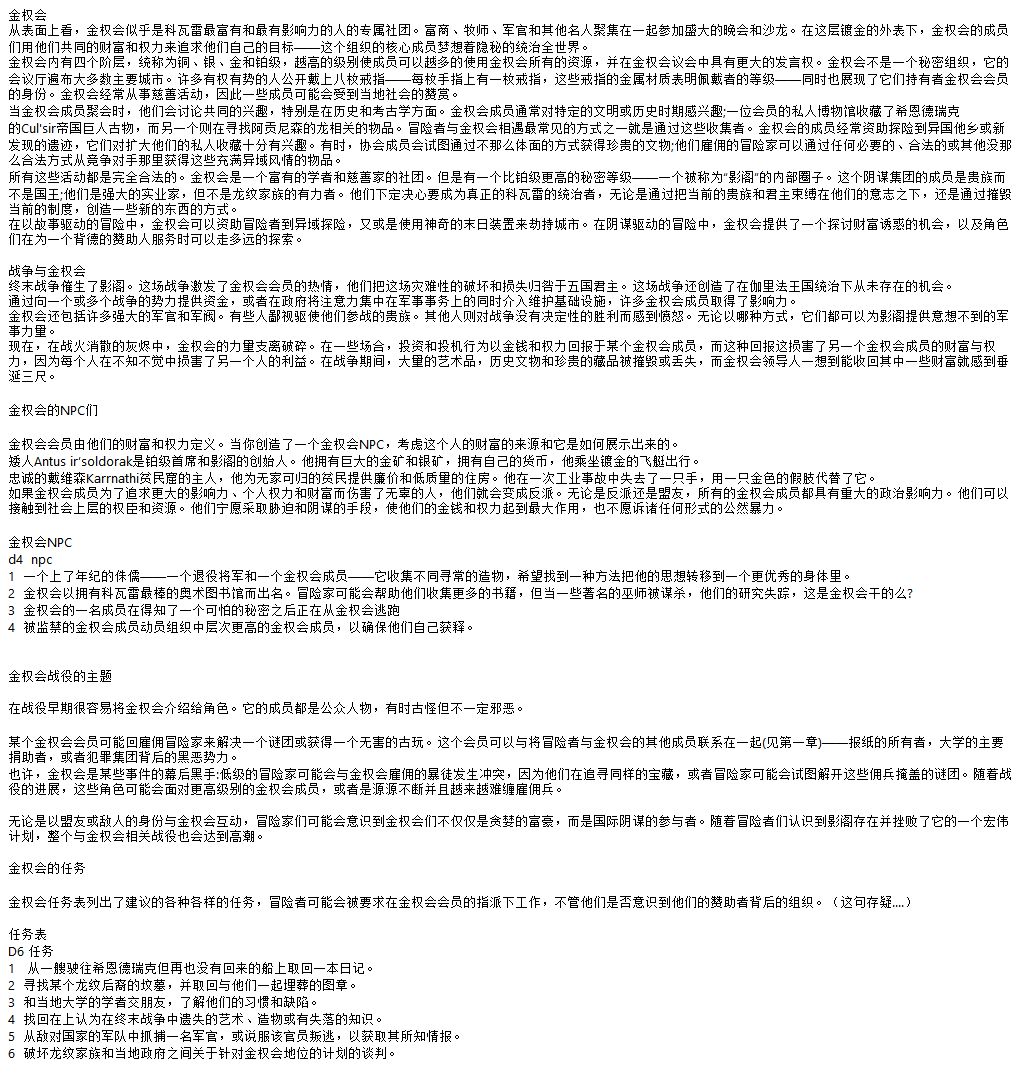 金权会
从表面上看，金权会似乎是科瓦雷最富有和最有影响力的人的专属社团。富商、牧师、军官和其他名人聚集在一起参加盛大的晚会和沙龙。在这层镀金的外表下，金权会的成员
们用他们共同的财富和权力来追求他们自己的目标——这个组织的核心成员梦想着隐秘的统治全世界。
金权会内有四个阶层，统称为铜、银、金和铂级，越高的级别使成员可以越多的使用金权会所有的资源，并在金权会议会中具有更大的发言权。金权会不是一个秘密组织，它的
会议厅遍布大多数主要城市。许多有权有势的人公开戴上八枚戒指——每枚手指上有一枚戒指，这些戒指的金属材质表明佩戴者的等级——同时也展现了它们持有者金权会会员
的身份。金权会经常从事慈善活动，因此一些成员可能会受到当地社会的赞赏。
当金权会成员聚会时，他们会讨论共同的兴趣，特别是在历史和考古学方面。金权会成员通常对特定的文明或历史时期感兴趣;一位会员的私人博物馆收藏了希恩德瑞克
的Cul'sir帝国巨人古物，而另一个则在寻找阿贡尼森的龙相关的物品。冒险者与金权会相遇最常见的方式之一就是通过这些收集者。金权会的成员经常资助探险到异国他乡或新
发现的遗迹，它们对扩大他们的私人收藏十分有兴趣。有时，协会成员会试图通过不那么体面的方式获得珍贵的文物;他们雇佣的冒险家可以通过任何必要的、合法的或其他没那
么合法方式从竞争对手那里获得这些充满异域风情的物品。
所有这些活动都是完全合法的。金权会是一个富有的学者和慈善家的社团。但是有一个比铂级更高的秘密等级——一个被称为“影阁”的内部圈子。这个阴谋集团的成员是贵族而
不是国王;他们是强大的实业家，但不是龙纹家族的有力者。他们下定决心要成为真正的科瓦雷的统治者，无论是通过把当前的贵族和君主束缚在他们的意志之下，还是通过摧毁
当前的制度，创造一些新的东西的方式。
在以故事驱动的冒险中，金权会可以资助冒险者到异域探险，又或是使用神奇的末日装置来劫持城市。在阴谋驱动的冒险中，金权会提供了一个探讨财富诱惑的机会，以及角色
们在为一个背德的赞助人服务时可以走多远的探索。
战争与金权会
终末战争催生了影阁。这场战争激发了金权会会员的热情，他们把这场灾难性的破坏和损失归咎于五国君主。这场战争还创造了在伽里法王国统治下从未存在的机会。
通过向一个或多个战争的势力提供资金，或者在政府将注意力集中在军事事务上的同时介入维护基础设施，许多金权会成员取得了影响力。
金权会还包括许多强大的军官和军阀。有些人鄙视驱使他们参战的贵族。其他人则对战争没有决定性的胜利而感到愤怒。无论以哪种方式，它们都可以为影阁提供意想不到的军
事力量。
现在，在战火消散的灰烬中，金权会的力量支离破碎。在一些场合，投资和投机行为以金钱和权力回报于某个金权会成员，而这种回报这损害了另一个金权会成员的财富与权
力，因为每个人在不知不觉中损害了另一个人的利益。在战争期间，大量的艺术品，历史文物和珍贵的藏品被摧毁或丢失，而金权会领导人一想到能收回其中一些财富就感到垂
涎三尺。
金权会的NPC们
金权会会员由他们的财富和权力定义。当你创造了一个金权会NPC，考虑这个人的财富的来源和它是如何展示出来的。
矮人Antus ir'soldorak是铂级首席和影阁的创始人。他拥有巨大的金矿和银矿，拥有自己的货币，他乘坐镀金的飞艇出行。
忠诚的戴维森Karrnathi贫民窟的主人，他为无家可归的贫民提供廉价和低质量的住房。他在一次工业事故中失去了一只手，用一只金色的假肢代替了它。
如果金权会成员为了追求更大的影响力、个人权力和财富而伤害了无辜的人，他们就会变成反派。无论是反派还是盟友，所有的金权会成员都具有重大的政治影响力。他们可以
接触到社会上层的权臣和资源。他们宁愿采取胁迫和阴谋的手段，使他们的金钱和权力起到最大作用，也不愿诉诸任何形式的公然暴力。
金权会NPC
d4 npc
1 一个上了年纪的侏儒——一个退役将军和一个金权会成员——它收集不同寻常的造物，希望找到一种方法把他的思想转移到一个更优秀的身体里。
2 金权会以拥有科瓦雷最棒的奥术图书馆而出名。冒险家可能会帮助他们收集更多的书籍，但当一些著名的巫师被谋杀，他们的研究失踪，这是金权会干的么?
3 金权会的一名成员在得知了一个可怕的秘密之后正在从金权会逃跑
4 被监禁的金权会成员动员组织中层次更高的金权会成员，以确保他们自己获释。
金权会战役的主题
在战役早期很容易将金权会介绍给角色。它的成员都是公众人物，有时古怪但不一定邪恶。
某个金权会会员可能回雇佣冒险家来解决一个谜团或获得一个无害的古玩。这个会员可以与将冒险者与金权会的其他成员联系在一起(见第一章)——报纸的所有者，大学的主要
捐助者，或者犯罪集团背后的黑恶势力。
也许，金权会是某些事件的幕后黑手:低级的冒险家可能会与金权会雇佣的暴徒发生冲突，因为他们在追寻同样的宝藏，或者冒险家可能会试图解开这些佣兵掩盖的谜团。随着战
役的进展，这些角色可能会面对更高级别的金权会成员，或者是源源不断并且越来越难缠雇佣兵。
无论是以盟友或敌人的身份与金权会互动，冒险家们可能会意识到金权会们不仅仅是贪婪的富豪，而是国际阴谋的参与者。随着冒险者们认识到影阁存在并挫败了它的一个宏伟
计划，整个与金权会相关战役也会达到高潮。
金权会的任务
金权会任务表列出了建议的各种各样的任务，冒险者可能会被要求在金权会会员的指派下工作，不管他们是否意识到他们的赞助者背后的组织。（这句存疑....）
任务表
D6 任务
1 从一艘驶往希恩德瑞克但再也没有回来的船上取回一本日记。
2 寻找某个龙纹后裔的坟墓，并取回与他们一起埋葬的图章。
3 和当地大学的学者交朋友，了解他们的习惯和缺陷。
4 找回在上认为在终末战争中遗失的艺术、造物或有失落的知识。
5 从敌对国家的军队中抓捕一名军官，或说服该官员叛逃，以获取其所知情报。
6 破坏龙纹家族和当地政府之间关于针对金权会地位的计划的谈判。